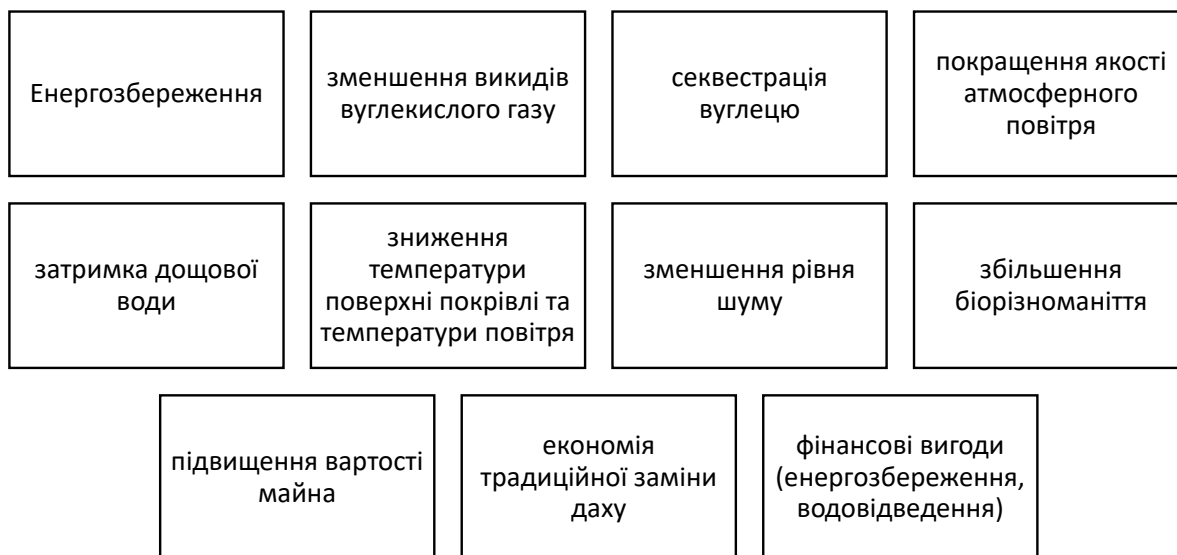 Енергозбереження
зменшення викидів
вуглекислого газу
секвестрація
вуглецю
покращення якості
атмосферного
повітря
затримка дощової
води
зниження
температури
поверхні покрівлі та
температури повітря
зменшення рівня
шуму
збільшення
біорізноманіття
підвищення вартості
майна
економія
традиційної заміни
даху
фінансові вигоди
(енергозбереження,
водовідведення)